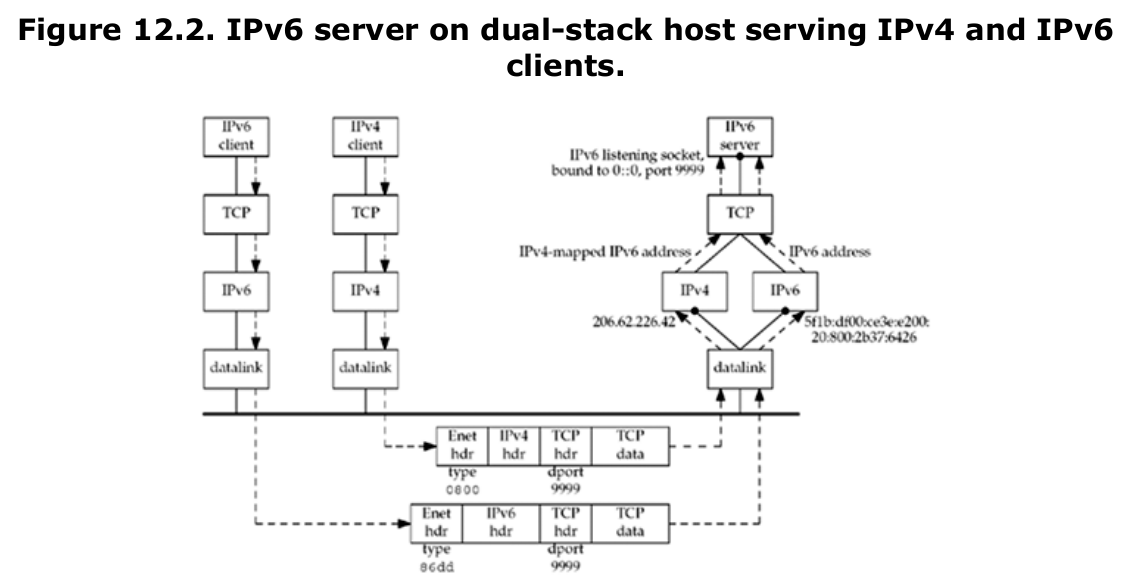 Figure 12.2. IPv6 server on dual-stack host serving IPv4 and IPv6
clients.
IPv6
client
IPv4
client
IPv6
server
IPv6 listening socket,
bound to 0::0, port 9999
TCP
TCP
TCP
IPv4-mapped IPv6 address
IPv6 address
IPv6
IPv4
IPv4
IPv6
206.62.226.42
5f1b:df00:ce3e:e200:
20:800:2b37:6426
datalink
datalink
datalink
Enet
hdr
IPv4
hdr
TCP
hdr
TCP
data
type
0800
dport
9999
Enet
hdr
IPv6
hdr
TCP
hdr
TCP
data
type
86dd
dport
9999